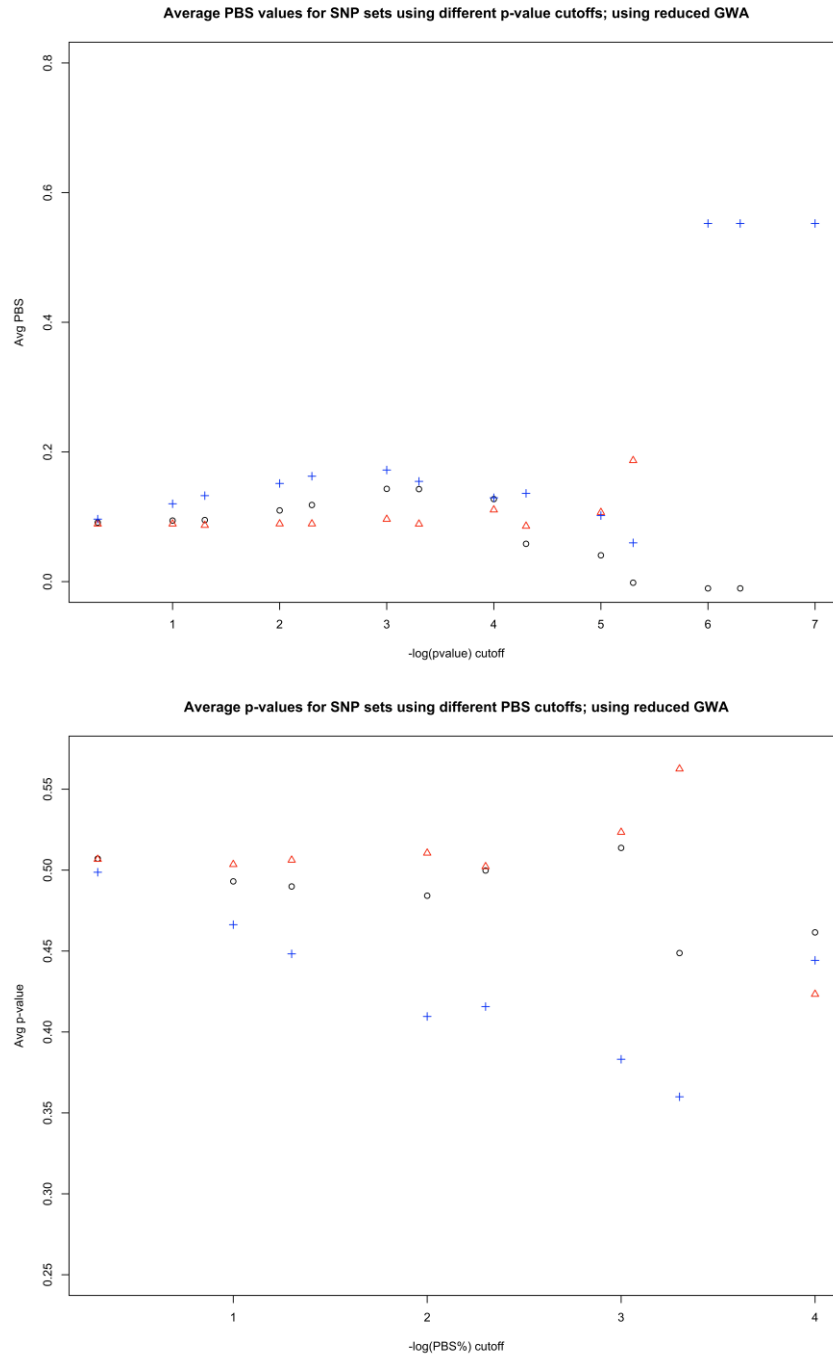 Average PBS values for SNP sets using different p-value cutoffs; using reduced GWA
0.8
0.6
0.4
0.2
0.0
Avg PBS
1 2 3 4 5 6 7
-log(pvalue) cutoff
Average p-values for SNP sets using different PBS cutoffs; using reduced GWA
0.55
0.50
0.45
0.40
0.35
0.30
0.25
Avg p-value
1 2 3 4
-log(PBS%) cutoff